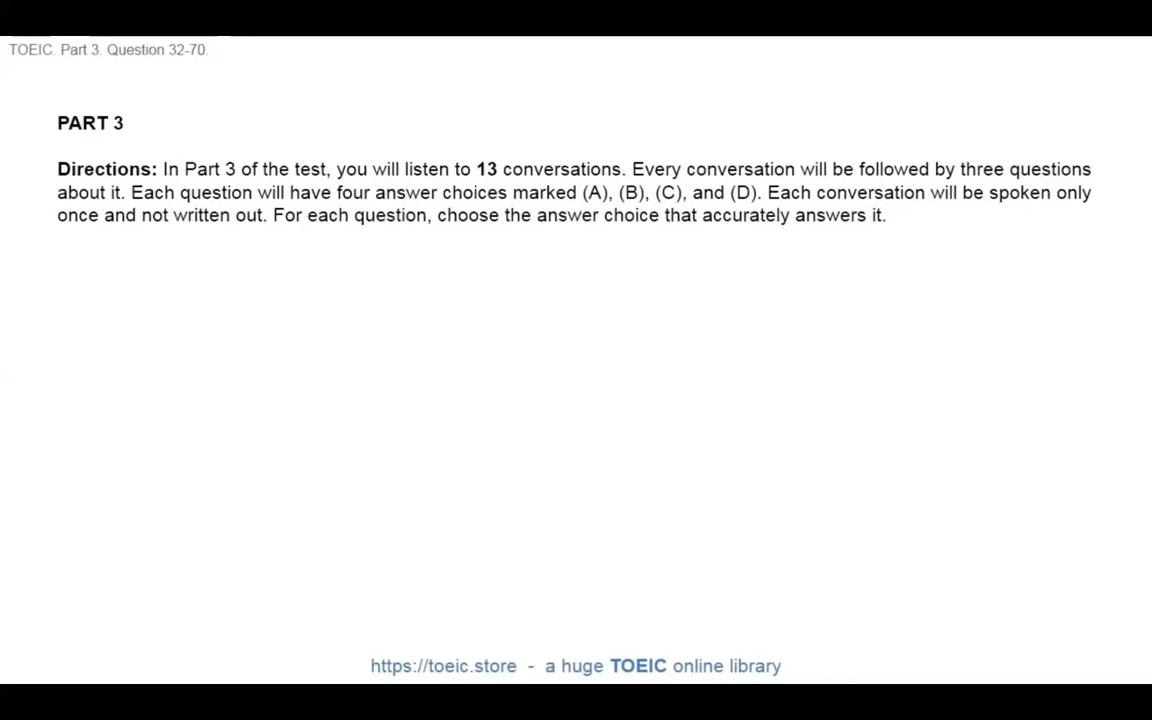 TOEIC. Part 3. Question 32-70.
PART 3
Directions: In Part 3 of the test, you will listen to 13 conversations. Every conversation will be followed by three questions
about it. Each question will have four answer choices marked (A), (B), (C), and (D). Each conversation will be spoken only
once and not written out. For each question, choose the answer choice that accurately answers it.
https://toeic.store - a huge TOEIC online library